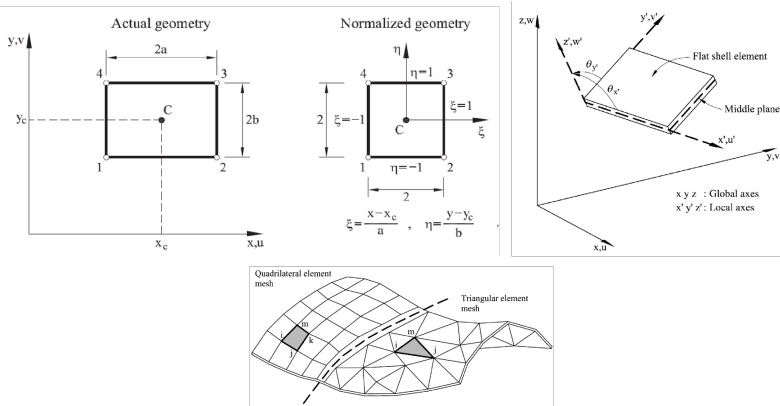 Actual geometry
y,v
2a
4
3
C
y_c
2b
1
2
x_c
x,u
Normalized geometry
η
4
η=1
3
ξ=1
2
ξ=−1
C
ξ
1
η=−1
2
2
ξ=(x−x_c)/a , η=(y−y_c)/b ,
z,w
y',v'
z',w'
θ_y'
θ_x'
Flat shell element
Middle plane
x',u'
y,v
x y z : Global axes
x' y' z' : Local axes
x,u
Quadrilateral element
mesh
Triangular element
mesh
m
i
k
j
m
i
j